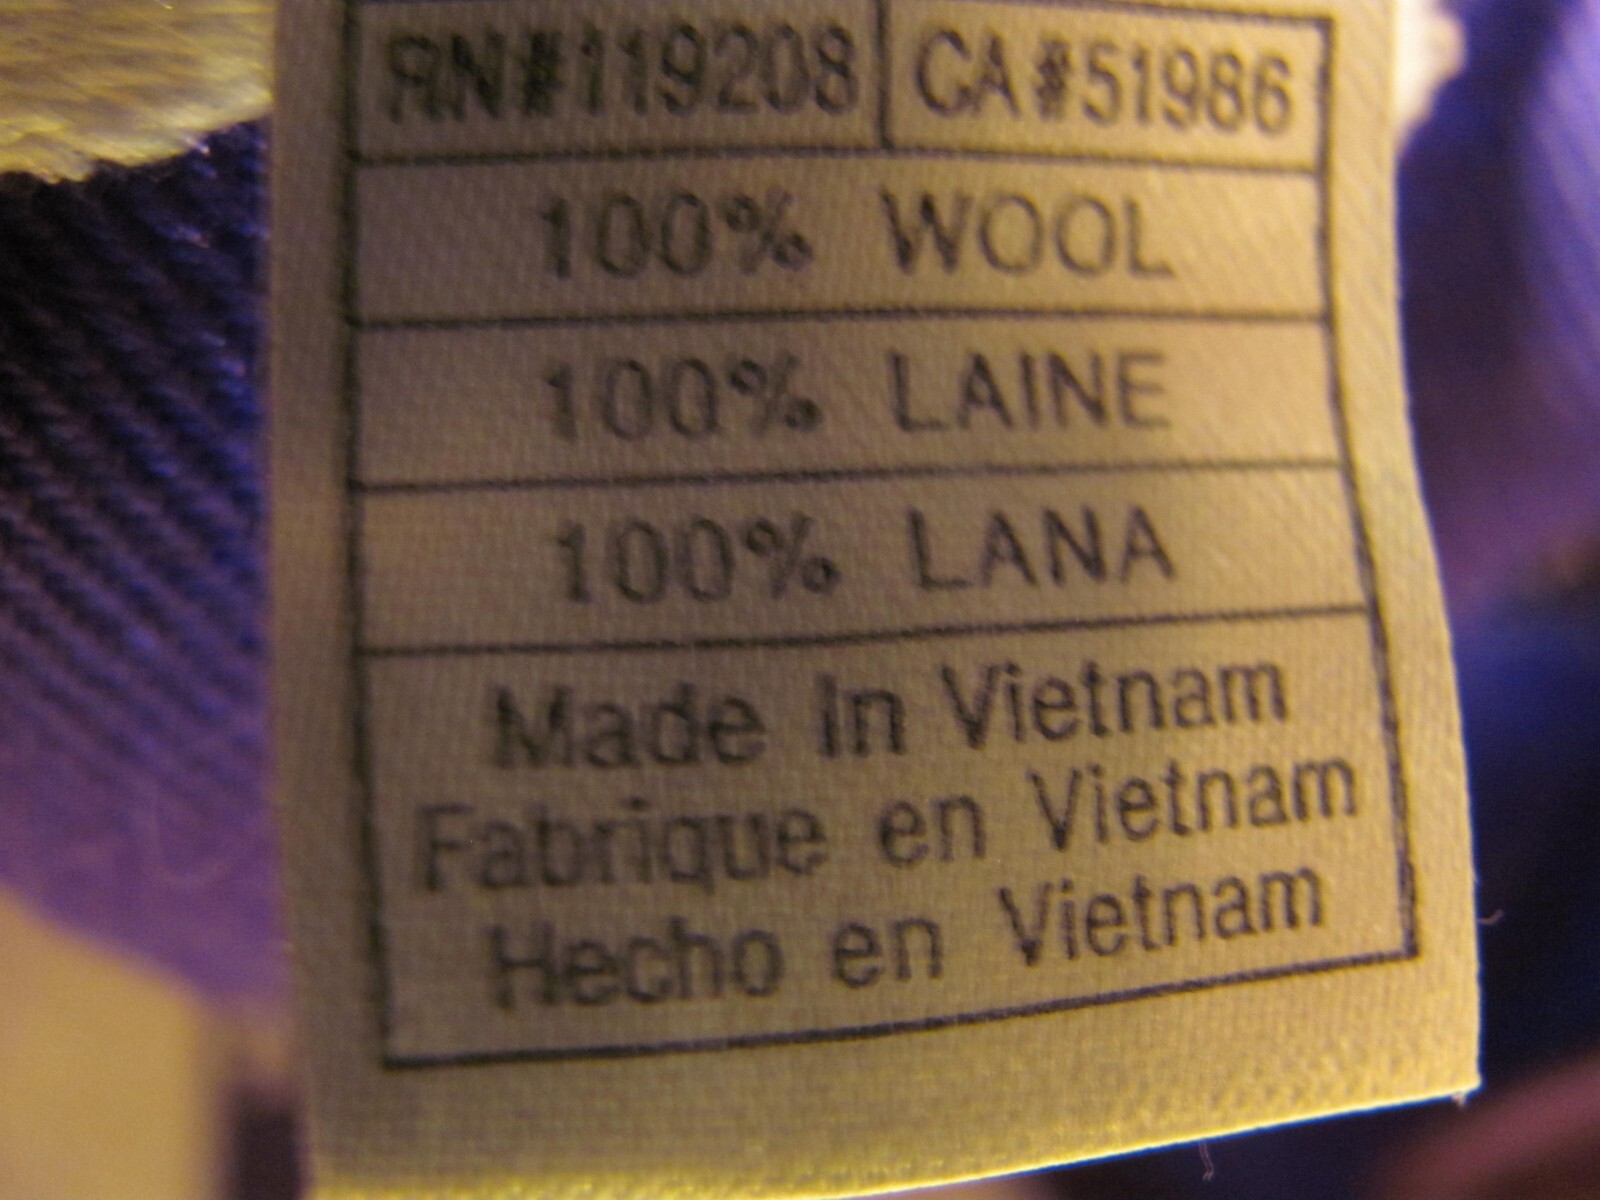 RN#119208 CA#51986
100% WOOL
100% LAINE
100% LANA
Made In Vietnam
Fabrique en Vietnam
Hecho en Vietnam